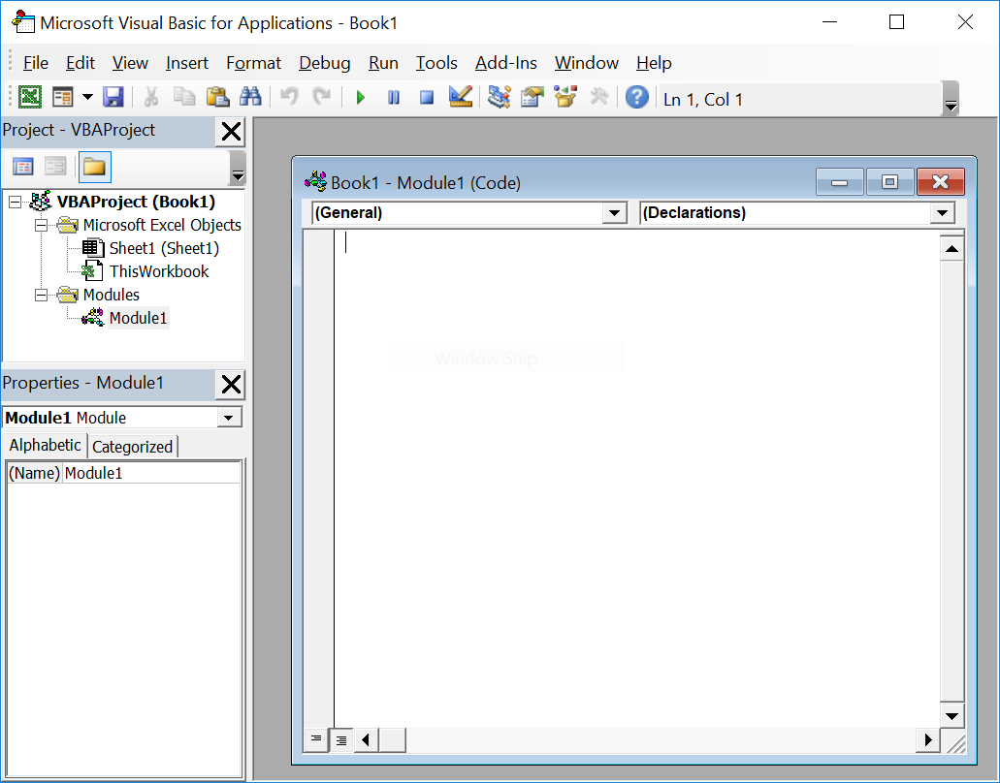 Microsoft Visual Basic for Applications - Book1
File Edit View Insert Format Debug Run Tools Add-Ins Window Help
Ln 1, Col 1
Project - VBAProject
VBAProject (Book1)
Microsoft Excel Objects
Sheet1 (Sheet1)
ThisWorkbook
Modules
Module1
Properties - Module1
Module1 Module
Alphabetic Categorized
(Name) Module1
Book1 - Module1 (Code)
(General) (Declarations)
Window Snip